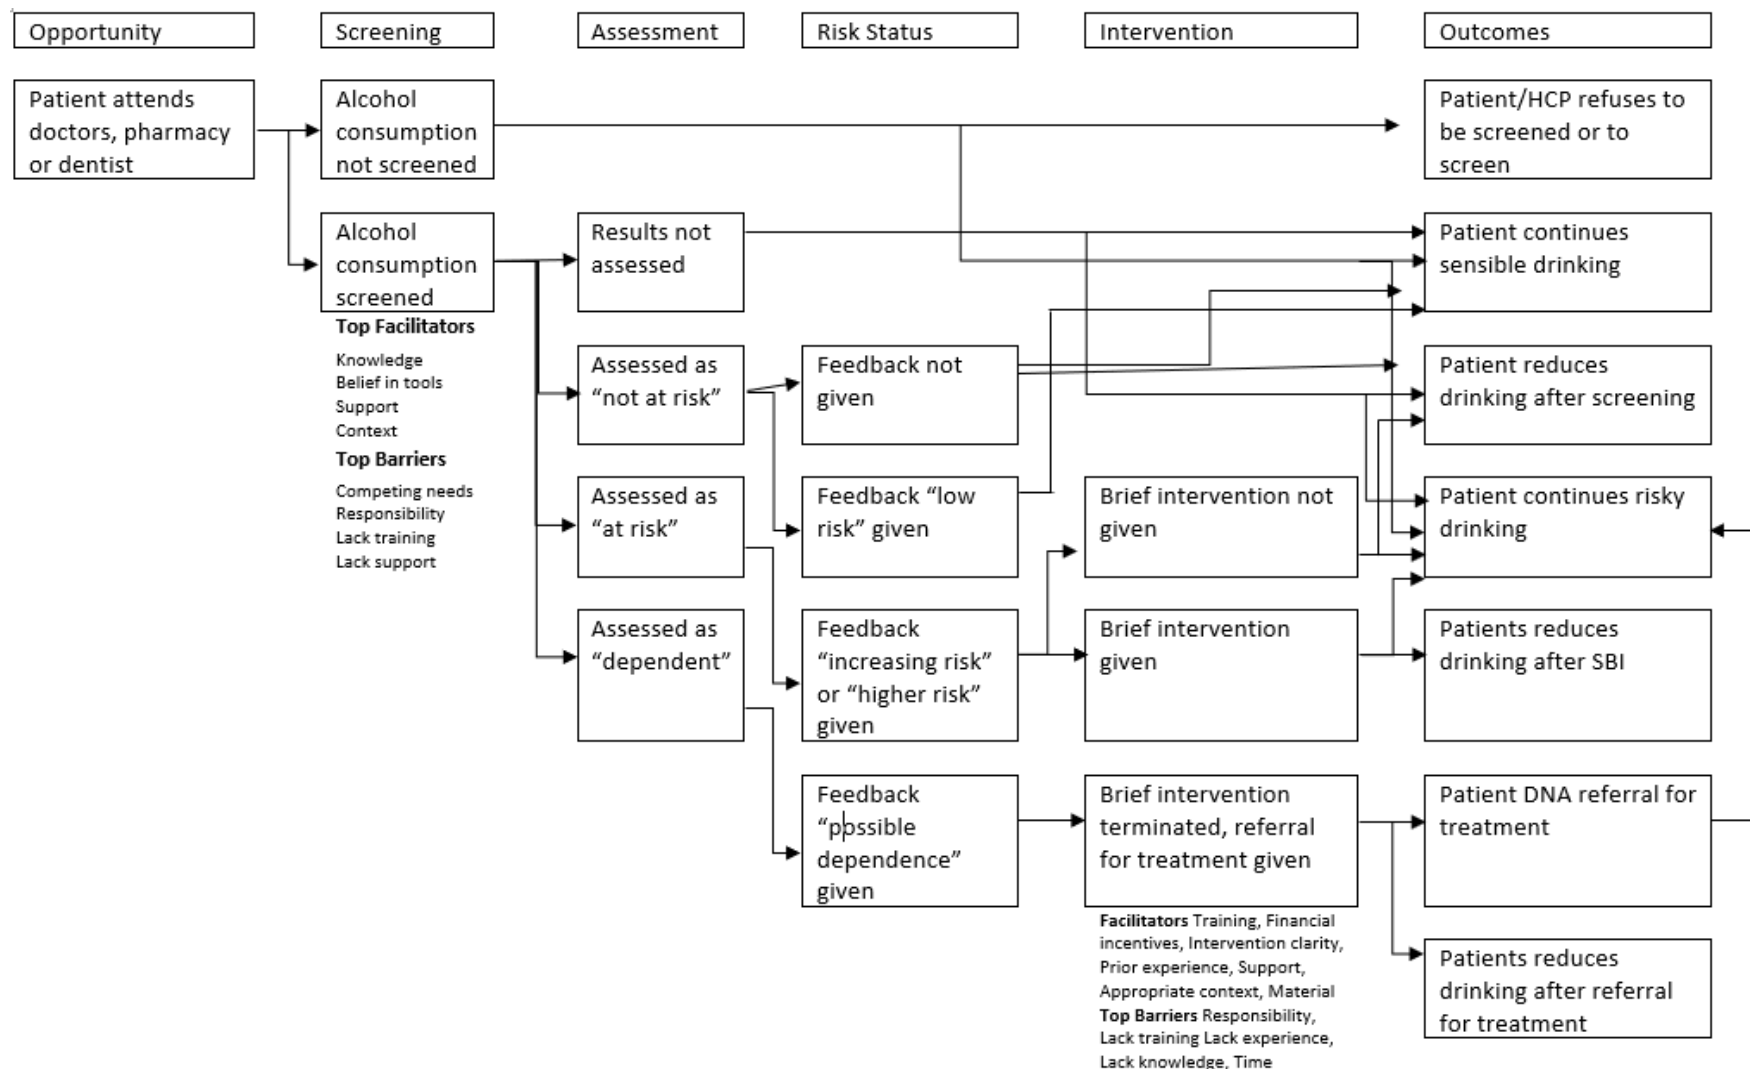 Opportunity
Screening
Assessment
Risk Status
Intervention
Outcomes
Patient attends
doctors, pharmacy
or dentist
Alcohol
consumption
not screened
Patient/HCP refuses to
be screened or to
screen
Alcohol
consumption
screened
Results not
assessed
Patient continues
sensible drinking
Top Facilitators
Knowledge
Belief in tools
Support
Context
Top Barriers
Competing needs
Responsibility
Lack training
Lack support
Assessed as
“not at risk”
Feedback not
given
Patient reduces
drinking after screening
Assessed as
“at risk”
Feedback “low
risk” given
Brief intervention not
given
Patient continues risky
drinking
Assessed as
“dependent”
Feedback
“increasing risk”
or “higher risk”
given
Brief intervention
given
Patients reduces
drinking after SBI
Feedback
“possible
dependence”
given
Brief intervention
terminated, referral
for treatment given
Patient DNA referral for
treatment
Facilitators Training, Financial
incentives, Intervention clarity,
Prior experience, Support,
Appropriate context, Material
Top Barriers Responsibility,
Lack training Lack experience,
Lack knowledge, Time
Patients reduces
drinking after referral
for treatment